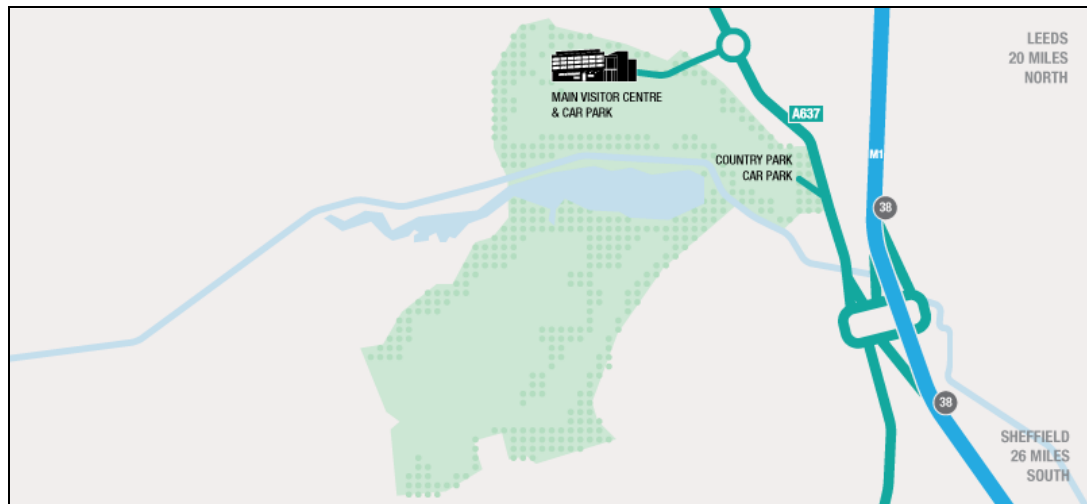 LEEDS
20 MILES
NORTH
MAIN VISITOR CENTRE
& CAR PARK
A637
M1
COUNTRY PARK
CAR PARK
38
38
SHEFFIELD
26 MILES
SOUTH